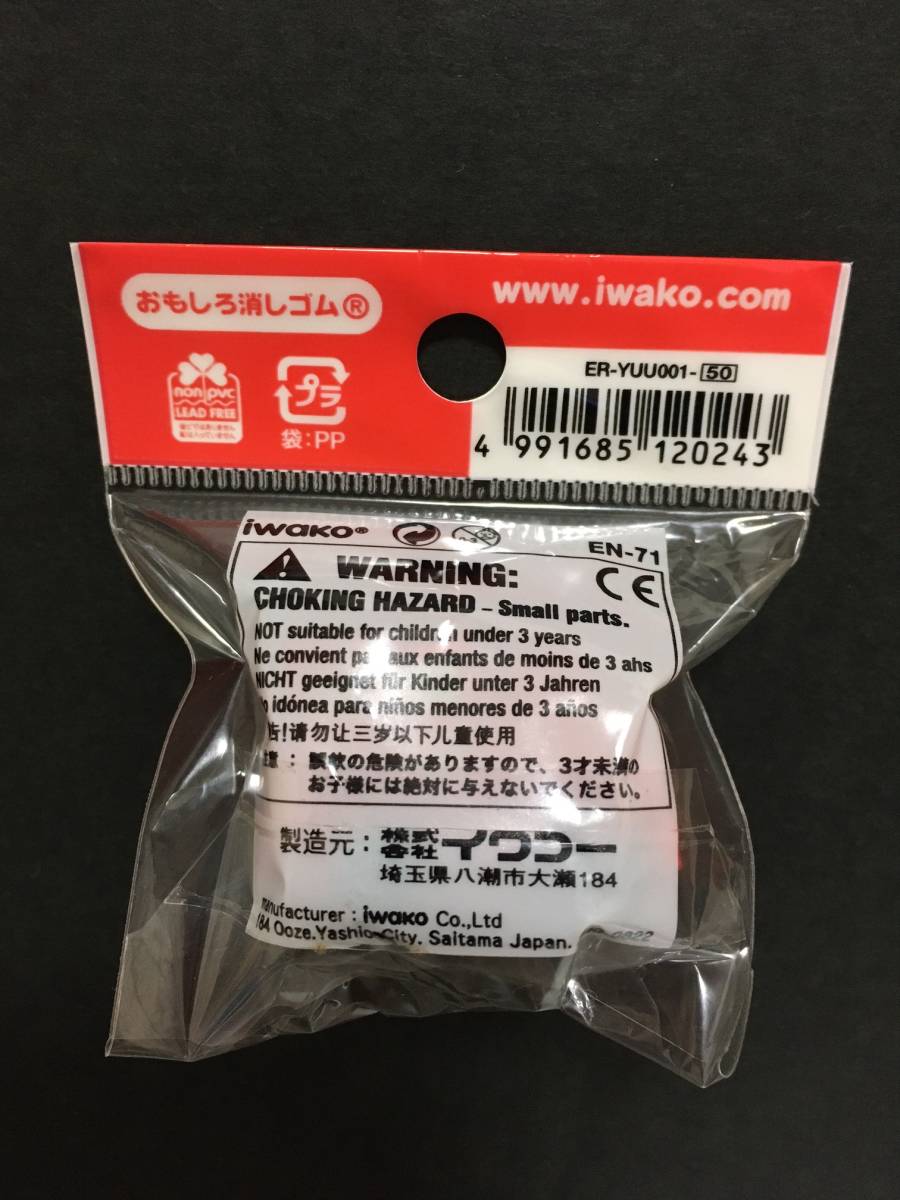 おもしろ消しゴム®
www.iwako.com
non pvc
LEAD FREE
プラ
袋:PP
ER-YUU001-50
4 991685 120243
iwako®
EN-71
CE
WARNING:
CHOKING HAZARD – Small parts.
NOT suitable for children under 3 years
Ne convient pas aux enfants de moins de 3 ahs
NICHT geeignet für Kinder unter 3 Jahren
idónea para niños menores de 3 años
告!请勿让三岁以下儿童使用
意：誤飲の危険がありますので、3才未満の
お子様には絶対に与えないでください。
製造元：株式会社イワコー
埼玉県八潮市大瀬184
manufacturer : iwako Co.,Ltd
184 Ooze.Yashio-City. Saitama Japan.